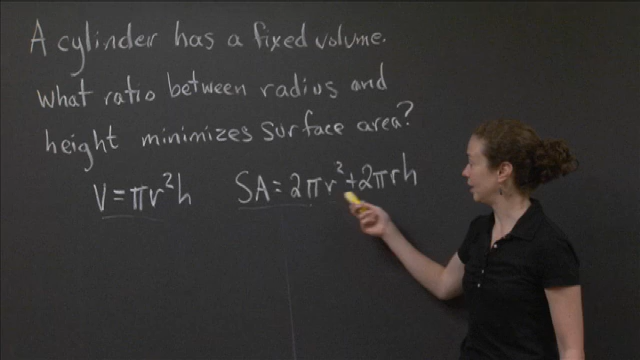 A cylinder has a fixed volume.
what ratio between radius and
height minimizes surface area?
V = πr²h SA = 2πr² + 2πrh